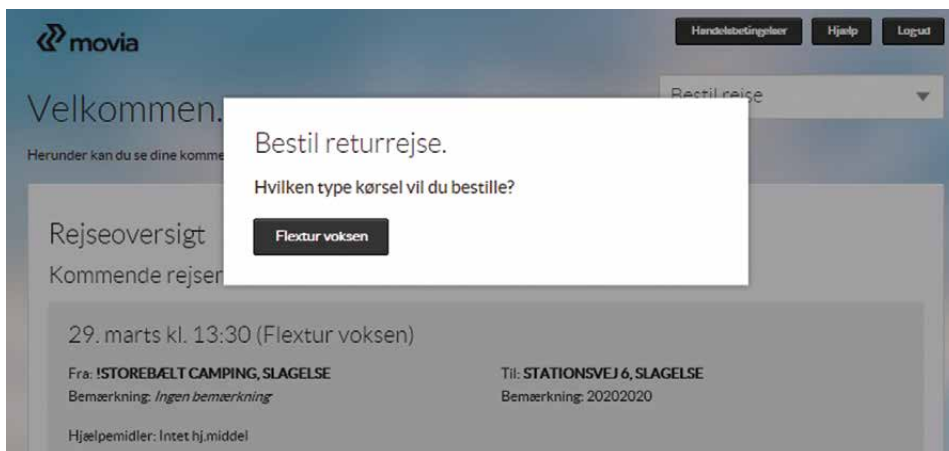 movia
Handelsbetingelser Hjælp Log ud
Bestil rejse
Velkommen.
Herunder kan du se dine komme
Bestil returrejse.
Hvilken type kørsel vil du bestille?
Flextur voksen
Rejseoversigt
Kommende rejser
29. marts kl. 13:30 (Flextur voksen)
Fra: !STOREBÆLT CAMPING, SLAGELSE
Til: STATIONSVEJ 6, SLAGELSE
Bemærkning: Ingen bemærkning
Bemærkning: 20202020
Hjælpemidler: Intet hj.middel